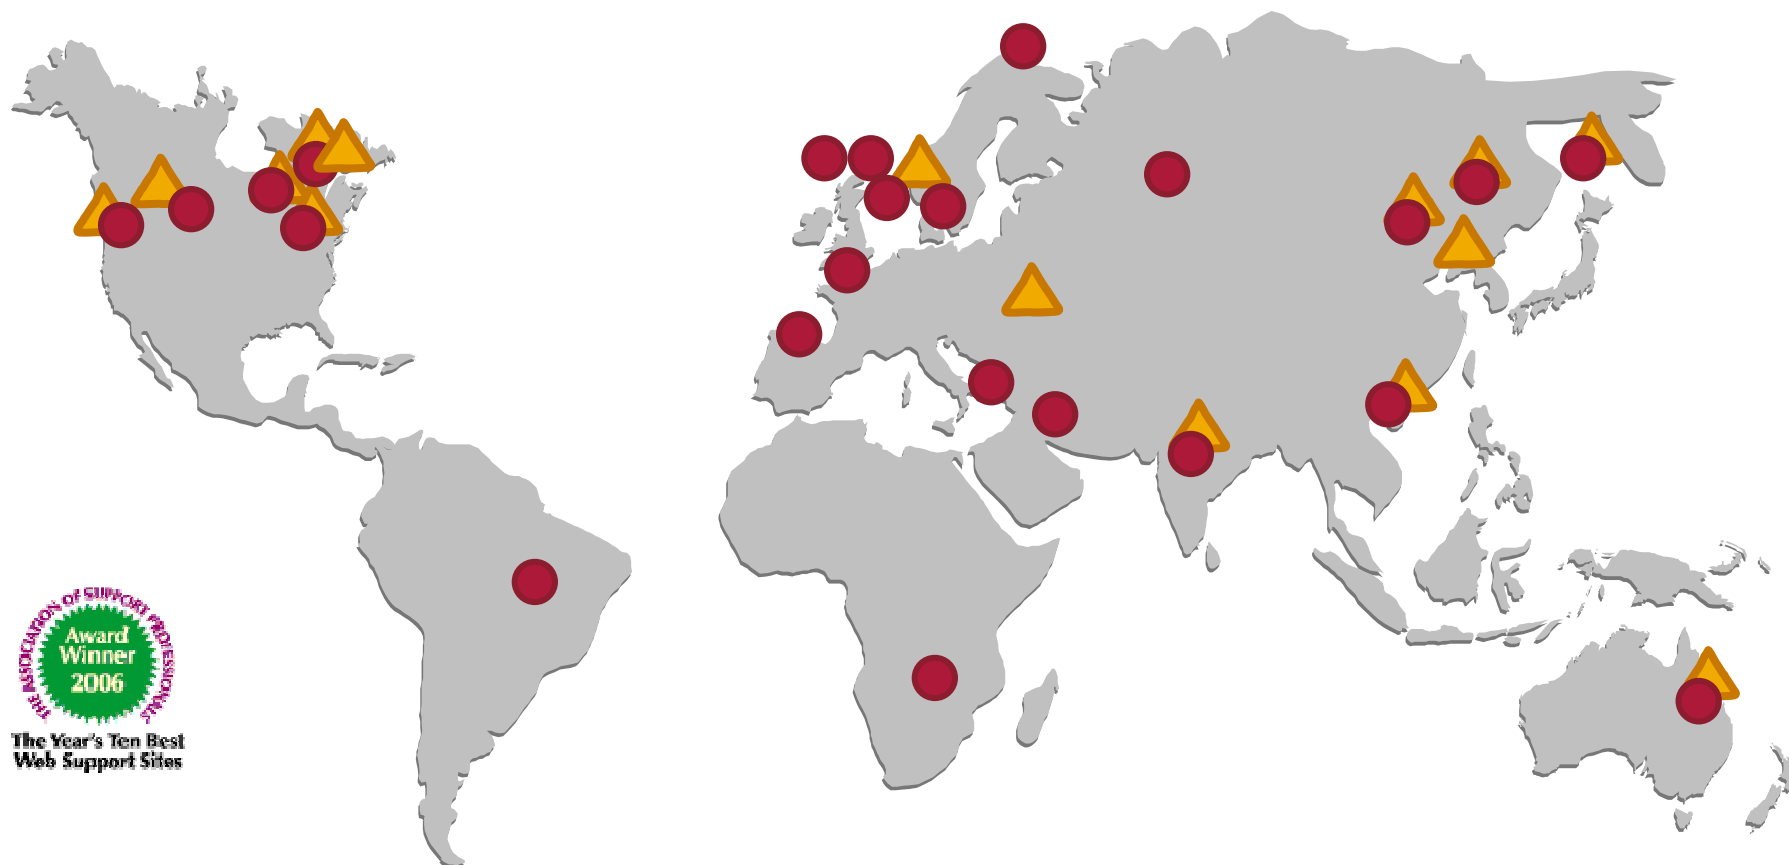 THE ASSOCIATION OF SUPPORT PROFESSIONALS
Award
Winner
2006
The Year's Ten Best
Web Support Sites